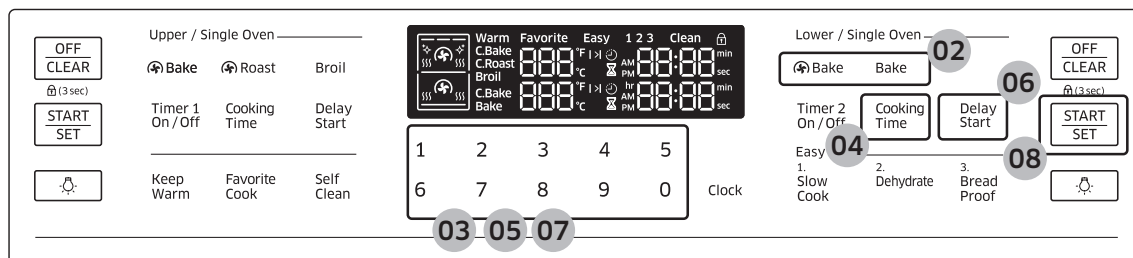 OFF
CLEAR
(3 sec)
START
SET
Upper / Single Oven
Bake Roast Broil
Timer 1 On / Off
Cooking Time
Delay Start
Keep Warm
Favorite Cook
Self Clean
Warm Favorite Easy 1 2 3 Clean
C.Bake
C.Roast
Broil
°F
°C
AM
PM
88:88
min
sec
C.Bake
Bake
°F
°C
hr
AM
PM
88:88
min
sec
1 2 3 4 5
6 7 8 9 0
Clock
03 05 07
Lower / Single Oven
02
Bake Bake
Timer 2 On / Off
04
Cooking Time
06
Delay Start
Easy
1. Slow Cook
2. Dehydrate
3. Bread Proof
OFF
CLEAR
(3 sec)
START
SET
08